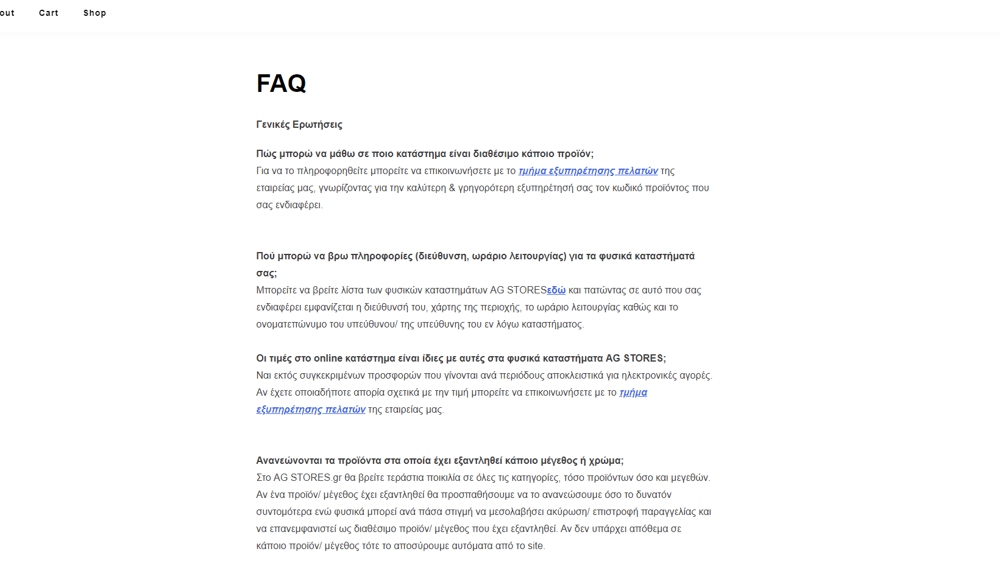 out Cart Shop
FAQ
Γενικές Ερωτήσεις
Πώς μπορώ να μάθω σε ποιο κατάστημα είναι διαθέσιμο κάποιο προϊόν;
Για να το πληροφορηθείτε μπορείτε να επικοινωνήσετε με το τμήμα εξυπηρέτησης πελατών της
εταιρείας μας, γνωρίζοντας για την καλύτερη & γρηγορότερη εξυπηρέτησή σας τον κωδικό προϊόντος που
σας ενδιαφέρει.
Πού μπορώ να βρω πληροφορίες (διεύθυνση, ωράριο λειτουργίας) για τα φυσικά καταστήματά
σας;
Μπορείτε να βρείτε λίστα των φυσικών καταστημάτων AG STORESεδώ και πατώντας σε αυτό που σας
ενδιαφέρει εμφανίζεται η διεύθυνσή του, χάρτης της περιοχής, το ωράριο λειτουργίας καθώς και το
ονοματεπώνυμο του υπεύθυνου/ της υπεύθυνης του εν λόγω καταστήματος.
Οι τιμές στο online κατάστημα είναι ίδιες με αυτές στα φυσικά καταστήματα AG STORES;
Ναι εκτός συγκεκριμένων προσφορών που γίνονται ανά περιόδους αποκλειστικά για ηλεκτρονικές αγορές.
Αν έχετε οποιαδήποτε απορία σχετικά με την τιμή μπορείτε να επικοινωνήσετε με το τμήμα
εξυπηρέτησης πελατών της εταιρείας μας.
Ανανεώνονται τα προϊόντα στα οποία έχει εξαντληθεί κάποιο μέγεθος ή χρώμα;
Στο AG STORES.gr θα βρείτε τεράστια ποικιλία σε όλες τις κατηγορίες, τόσο προϊόντων όσο και μεγεθών.
Αν ένα προϊόν/ μέγεθος έχει εξαντληθεί θα προσπαθήσουμε να το ανανεώσουμε όσο το δυνατόν
συντομότερα ενώ φυσικά μπορεί ανά πάσα στιγμή να μεσολαβήσει ακύρωση/ επιστροφή παραγγελίας και
να επανεμφανιστεί ως διαθέσιμο προϊόν/ μέγεθος που έχει εξαντληθεί. Αν δεν υπάρχει απόθεμα σε
κάποιο προϊόν/ μέγεθος τότε το αποσύρουμε αυτόματα από το site.